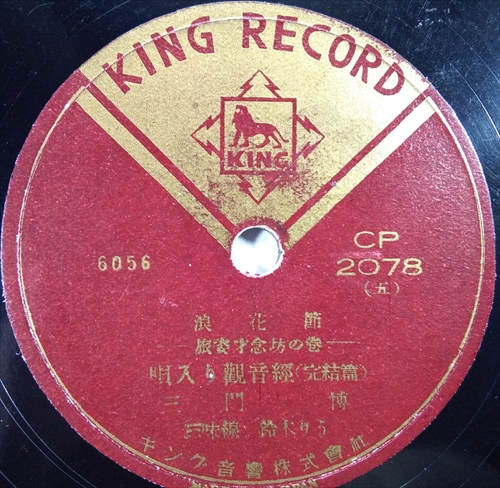 KING RECORD
KING
6056
CP
2078
(五)
浪花節
旅姿才念坊の巻
唄入り觀音經(完結篇)
三門博
三味線 鈴木りう
キング音響株式會社